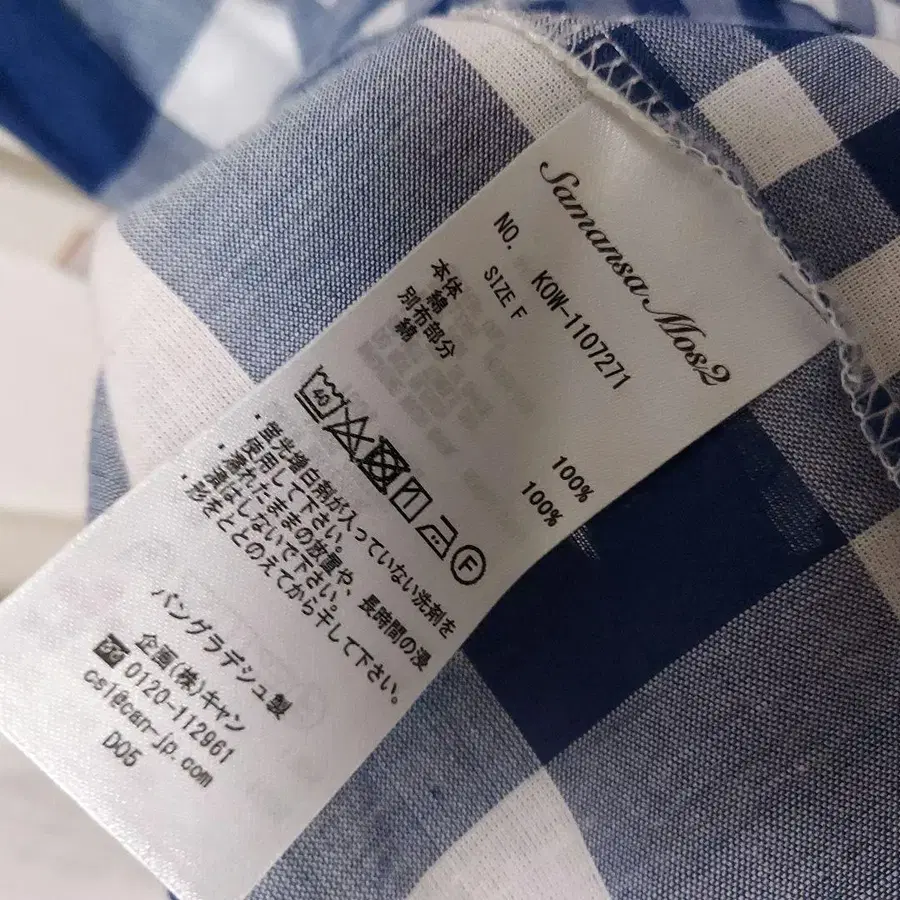 Samansa Mos2
NO. KOW-1107271
SIZE F
本体
綿 100%
別布部分
綿 100%
40
F
・蛍光増白剤が入っていない洗剤を
使用して下さい。
・濡れたままの放置や、長時間の浸
漬はしないで下さい。
・形をととのえてから干して下さい。
バングラデシュ製
企画(株)キャン
0120-112961
cs1@can-jp.com
D05